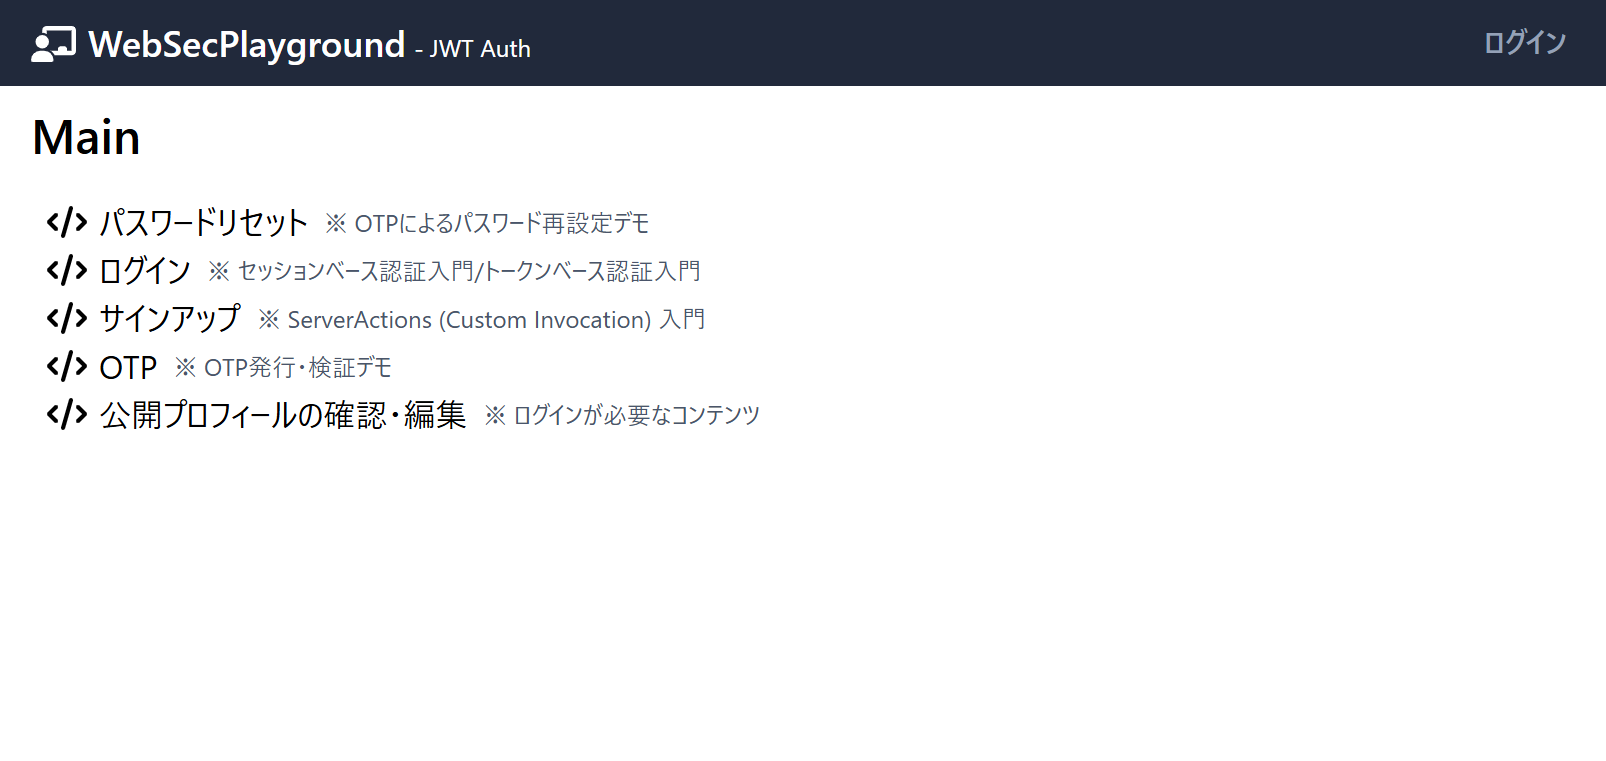 WebSecPlayground - JWT Auth
ログイン
Main
</> パスワードリセット ※ OTPによるパスワード再設定デモ
</> ログイン ※ セッションベース認証入門/トークンベース認証入門
</> サインアップ ※ ServerActions (Custom Invocation) 入門
</> OTP ※ OTP発行・検証デモ
</> 公開プロフィールの確認・編集 ※ ログインが必要なコンテンツ